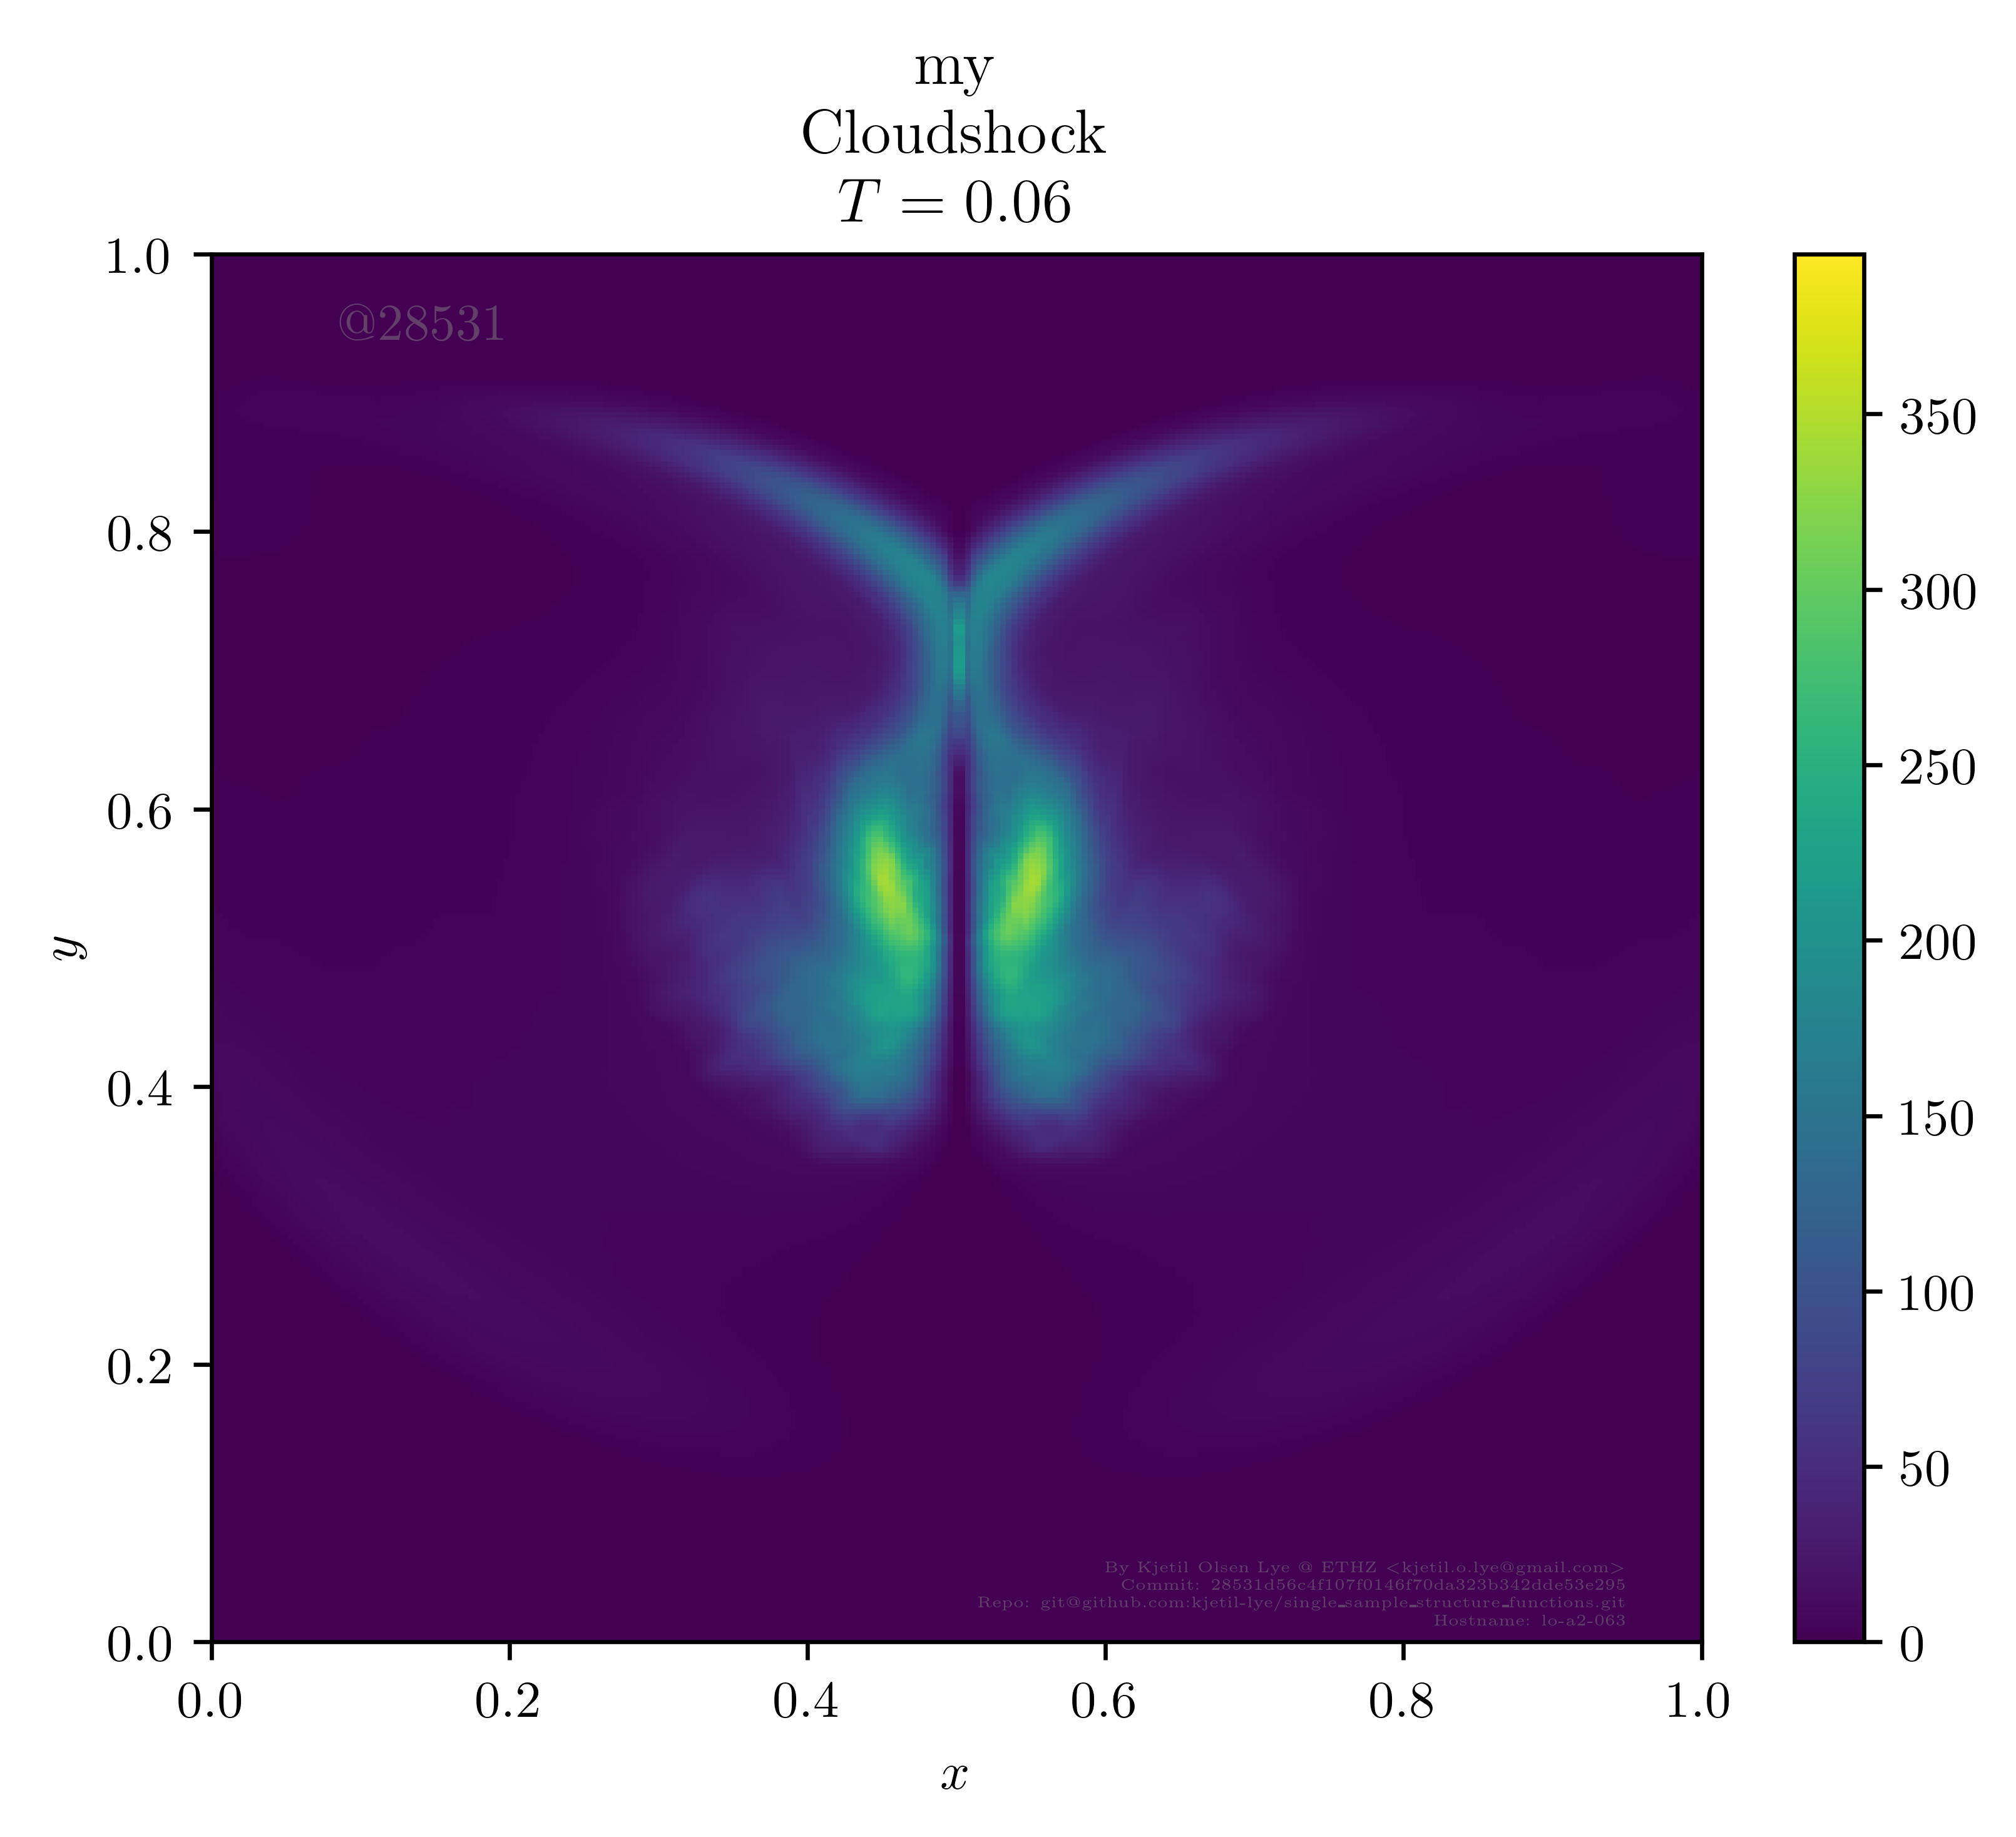 my
Cloudshock
T = 0.06
1.0
@28531
350
0.8
300
250
0.6
y
200
0.4
150
100
0.2
50
By Kjetil Olsen Lye @ ETHZ <kjetil.o.lye@gmail.com>
Commit: 28531d56c4f107f0146f70da323b342dde53e295
Repo: git@github.com:kjetil-lye/single_sample_structure_functions.git
Hostname: lo-a2-063
0.0
0
0.0 0.2 0.4 0.6 0.8 1.0
x